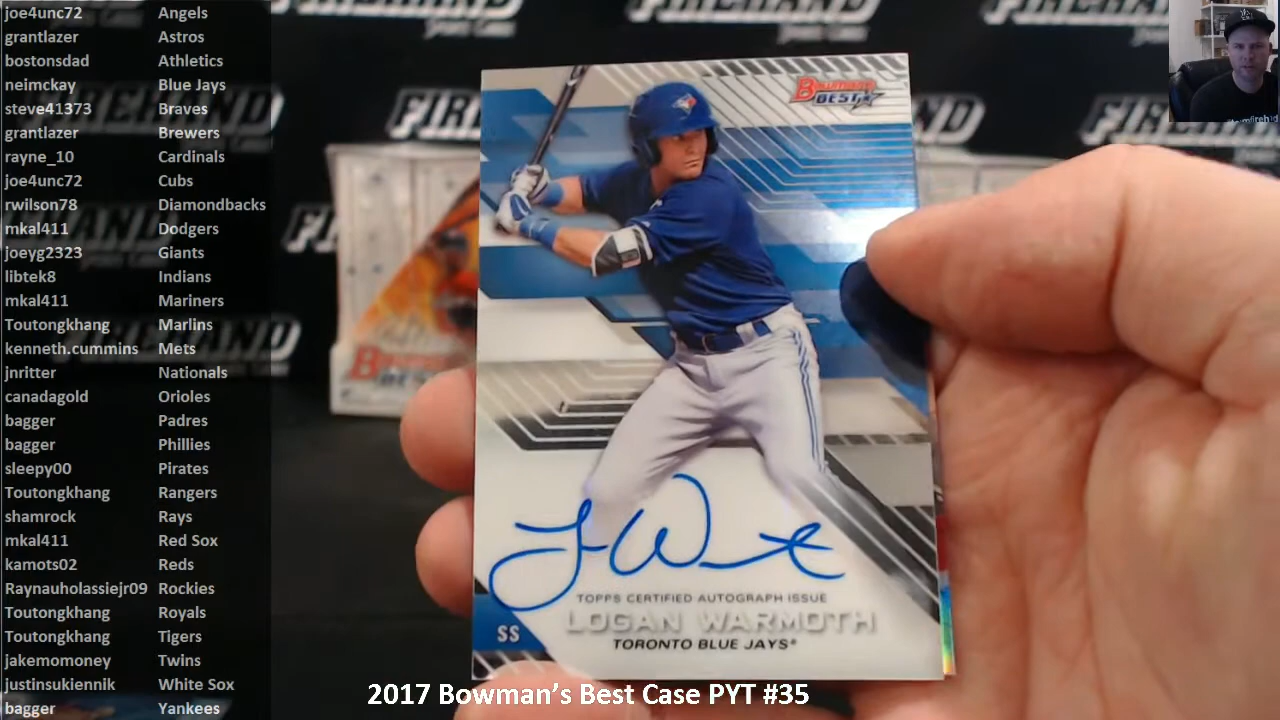 joe4unc72 Angels
grantlazer Astros
bostonsdad Athletics
neimckay Blue Jays
steve41373 Braves
grantlazer Brewers
rayne_10 Cardinals
joe4unc72 Cubs
rwilson78 Diamondbacks
mkal411 Dodgers
joeyg2323 Giants
libtek8 Indians
mkal411 Mariners
Toutongkhang Marlins
kenneth.cummins Mets
jnritter Nationals
canadagold Orioles
bagger Padres
bagger Phillies
sleepy00 Pirates
Toutongkhang Rangers
shamrock Rays
mkal411 Red Sox
kamots02 Reds
Raynauholassiejr09 Rockies
Toutongkhang Royals
Toutongkhang Tigers
jakemomoney Twins
justinsukiennik White Sox
bagger Yankees
FIREHAND
BOWMAN'S
BEST
TOPPS CERTIFIED AUTOGRAPH ISSUE
LOGAN WARMOTH
SS
TORONTO BLUE JAYS
2017 Bowman's Best Case PYT #35